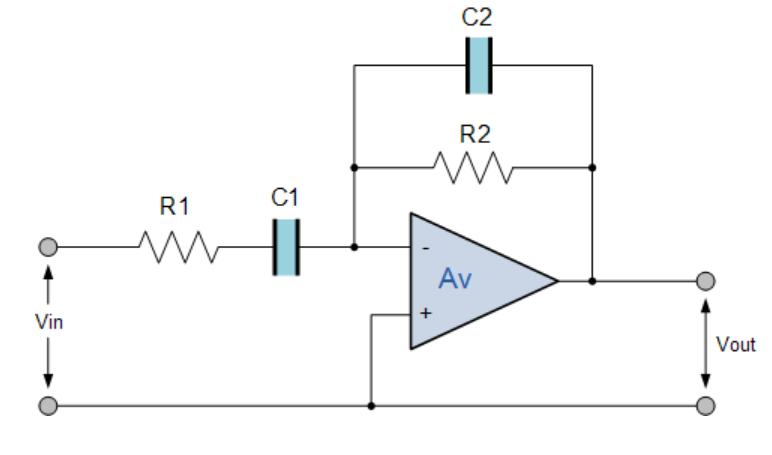 C2
R2
R1
C1
-
Av
+
Vin
Vout